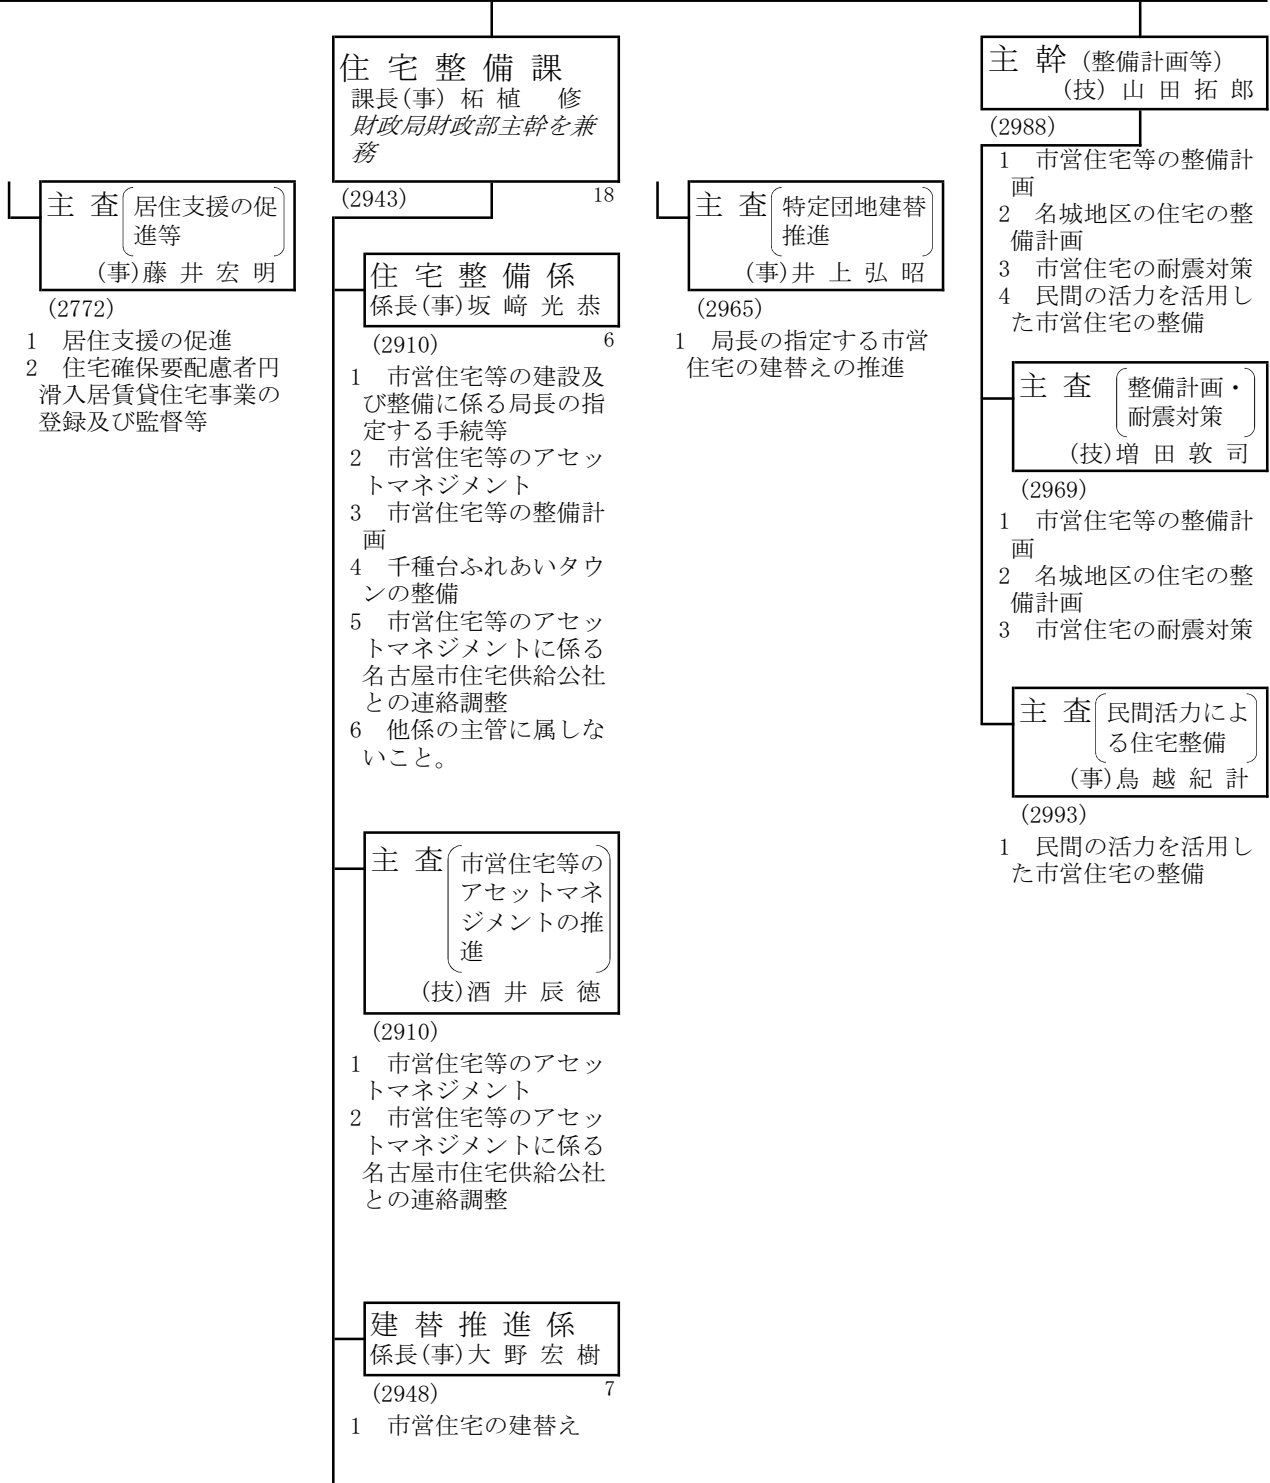 主 査
居住支援の促
進等
(事)藤 井 宏 明
(2772)
1 居住支援の促進
2 住宅確保要配慮者円
滑入居賃貸住宅事業の
登録及び監督等
住 宅 整 備 課
課長(事) 柘 植 修
財政局財政部主幹を兼
務
(2943) 18
住 宅 整 備 係
係長(事)坂 﨑 光 恭
(2910) 6
1 市営住宅等の建設及
び整備に係る局長の指
定する手続等
2 市営住宅等のアセッ
トマネジメント
3 市営住宅等の整備計
画
4 千種台ふれあいタウ
ンの整備
5 市営住宅等のアセッ
トマネジメントに係る
名古屋市住宅供給公社
との連絡調整
6 他係の主管に属しな
いこと。
主 査
市営住宅等の
アセットマネ
ジメントの推
進
(技)酒 井 辰 徳
(2910)
1 市営住宅等のアセッ
トマネジメント
2 市営住宅等のアセッ
トマネジメントに係る
名古屋市住宅供給公社
との連絡調整
建 替 推 進 係
係長(事)大 野 宏 樹
(2948) 7
1 市営住宅の建替え
主 査
特定団地建替
推進
(事)井 上 弘 昭
(2965)
1 局長の指定する市営
住宅の建替えの推進
主 幹 (整備計画等)
(技) 山 田 拓 郎
(2988)
1 市営住宅等の整備計
画
2 名城地区の住宅の整
備計画
3 市営住宅の耐震対策
4 民間の活力を活用し
た市営住宅の整備
主 査
整備計画・
耐震対策
(技)増 田 敦 司
(2969)
1 市営住宅等の整備計
画
2 名城地区の住宅の整
備計画
3 市営住宅の耐震対策
主 査
民間活力によ
る住宅整備
(事)鳥 越 紀 計
(2993)
1 民間の活力を活用し
た市営住宅の整備